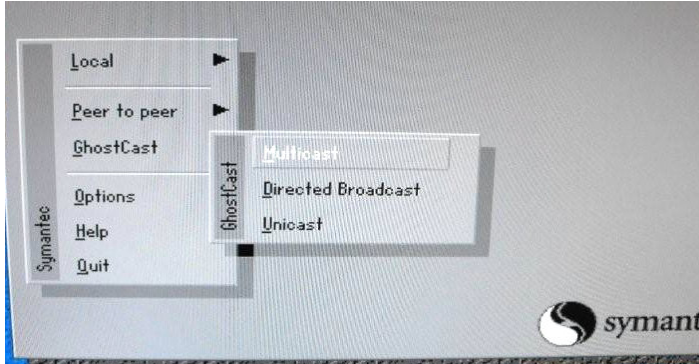 Local
Peer to peer
GhostCast
Options
Help
Quit
Symantec
GhostCast
Multicast
Directed Broadcast
Unicast
symant